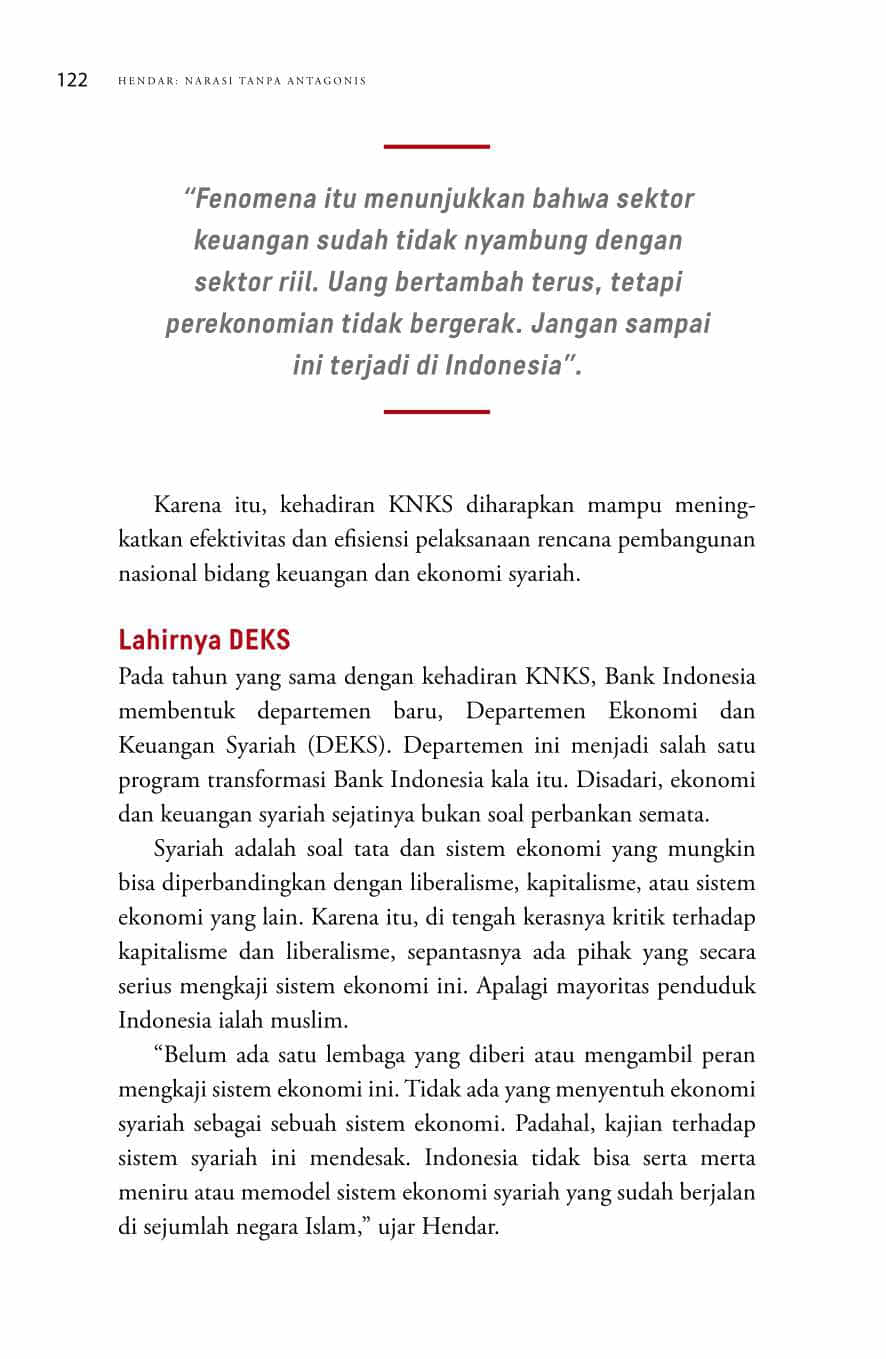 122 HENDAR: NARASI TANPA ANTAGONIS
“Fenomena itu menunjukkan bahwa sektor
keuangan sudah tidak nyambung dengan
sektor riil. Uang bertambah terus, tetapi
perekonomian tidak bergerak. Jangan sampai
ini terjadi di Indonesia”.
Karena itu, kehadiran KNKS diharapkan mampu mening-
katkan efektivitas dan efisiensi pelaksanaan rencana pembangunan
nasional bidang keuangan dan ekonomi syariah.
Lahirnya DEKS
Pada tahun yang sama dengan kehadiran KNKS, Bank Indonesia
membentuk departemen baru, Departemen Ekonomi dan
Keuangan Syariah (DEKS). Departemen ini menjadi salah satu
program transformasi Bank Indonesia kala itu. Disadari, ekonomi
dan keuangan syariah sejatinya bukan soal perbankan semata.
Syariah adalah soal tata dan sistem ekonomi yang mungkin
bisa diperbandingkan dengan liberalisme, kapitalisme, atau sistem
ekonomi yang lain. Karena itu, di tengah kerasnya kritik terhadap
kapitalisme dan liberalisme, sepantasnya ada pihak yang secara
serius mengkaji sistem ekonomi ini. Apalagi mayoritas penduduk
Indonesia ialah muslim.
“Belum ada satu lembaga yang diberi atau mengambil peran
mengkaji sistem ekonomi ini. Tidak ada yang menyentuh ekonomi
syariah sebagai sebuah sistem ekonomi. Padahal, kajian terhadap
sistem syariah ini mendesak. Indonesia tidak bisa serta merta
meniru atau memodel sistem ekonomi syariah yang sudah berjalan
di sejumlah negara Islam,” ujar Hendar.